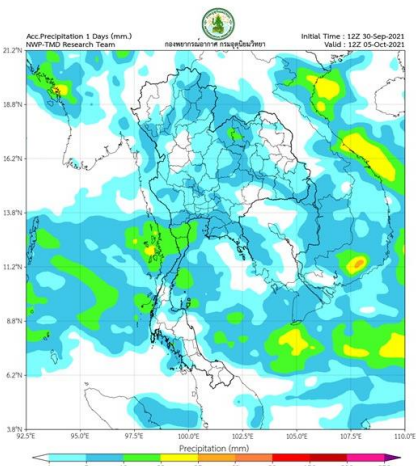 Acc.Precipitation 1 Days (mm.)
NWP-TMD Research Team
กองพยากรณ์อากาศ กรมอุตุนิยมวิทยา
Initial Time : 12Z 30-Sep-2021
Valid : 12Z 05-Oct-2021
21.2°N
18.8°N
16.2°N
13.8°N
11.2°N
8.8°N
6.2°N
3.8°N
92.5°E 95.0°E 97.5°E 100.0°E 102.5°E 105.0°E 107.5°E 110.0°E
Precipitation (mm)